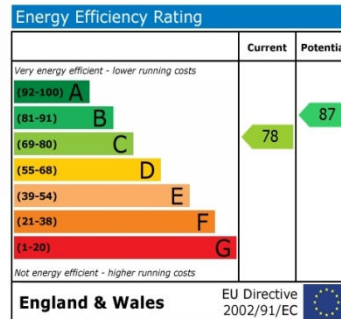 Energy Efficiency Rating
Current Potential
Very energy efficient - lower running costs
(92-100) A
(81-91) B
(69-80) C
(55-68) D
(39-54) E
(21-38) F
(1-20) G
78
87
Not energy efficient - higher running costs
England & Wales
EU Directive
2002/91/EC